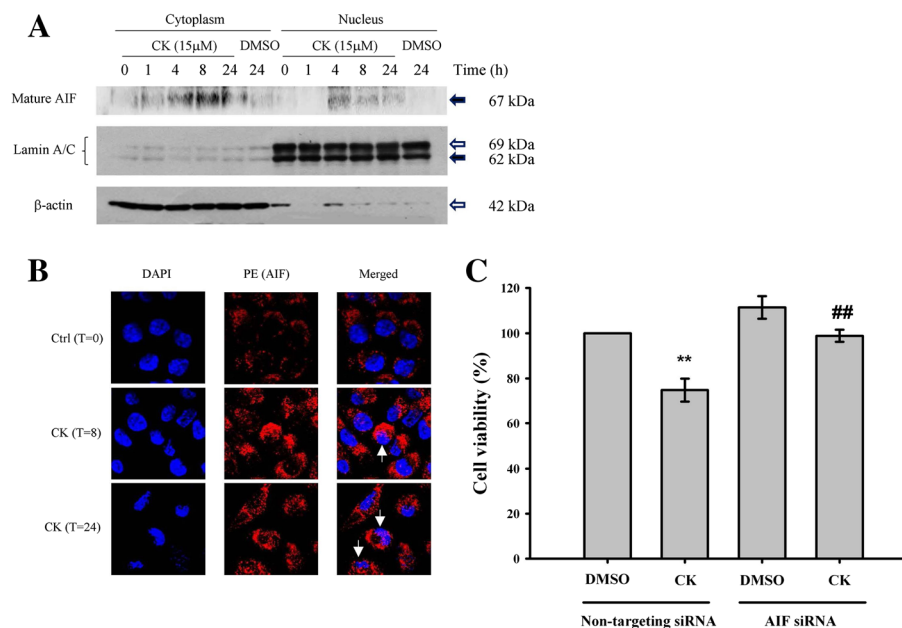 A
Cytoplasm Nucleus
CK (15μM) DMSO CK (15μM) DMSO
0 1 4 8 24 24 0 1 4 8 24 24 Time (h)
Mature AIF 67 kDa
Lamin A/C 69 kDa
62 kDa
β-actin 42 kDa
B
DAPI PE (AIF) Merged
Ctrl (T=0)
CK (T=8)
CK (T=24)
C
Cell viability (%)
120
100
80
60
40
20
0
**
##
DMSO CK DMSO CK
Non-targeting siRNA AIF siRNA